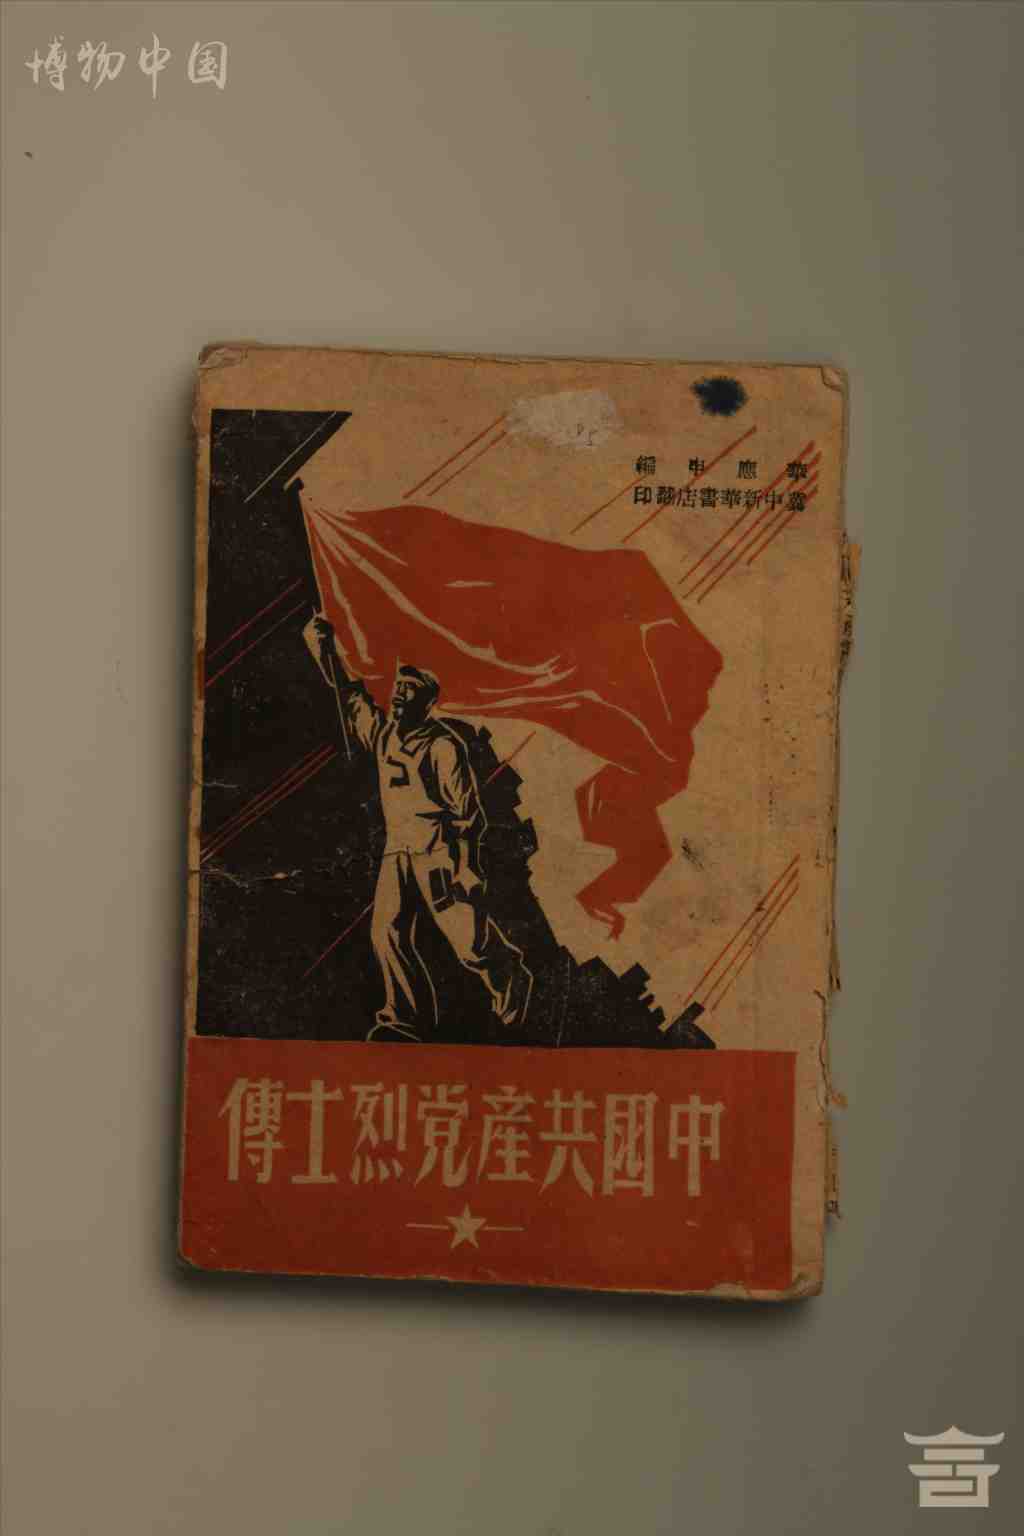 博物中国
華應申編
冀中新華書店翻印
中國共產党烈士傳